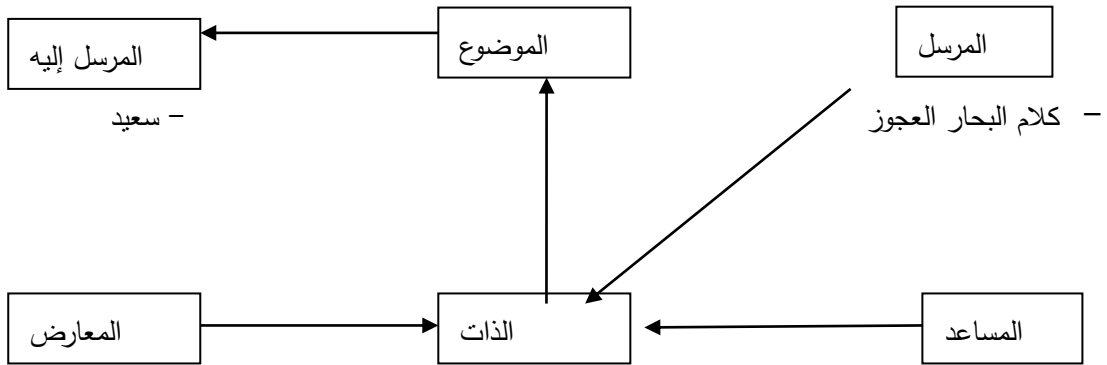 المرسل
الموضوع
المرسل إليه
– كلام البحار العجوز
– سعيد
المساعد
الذات
المعارض